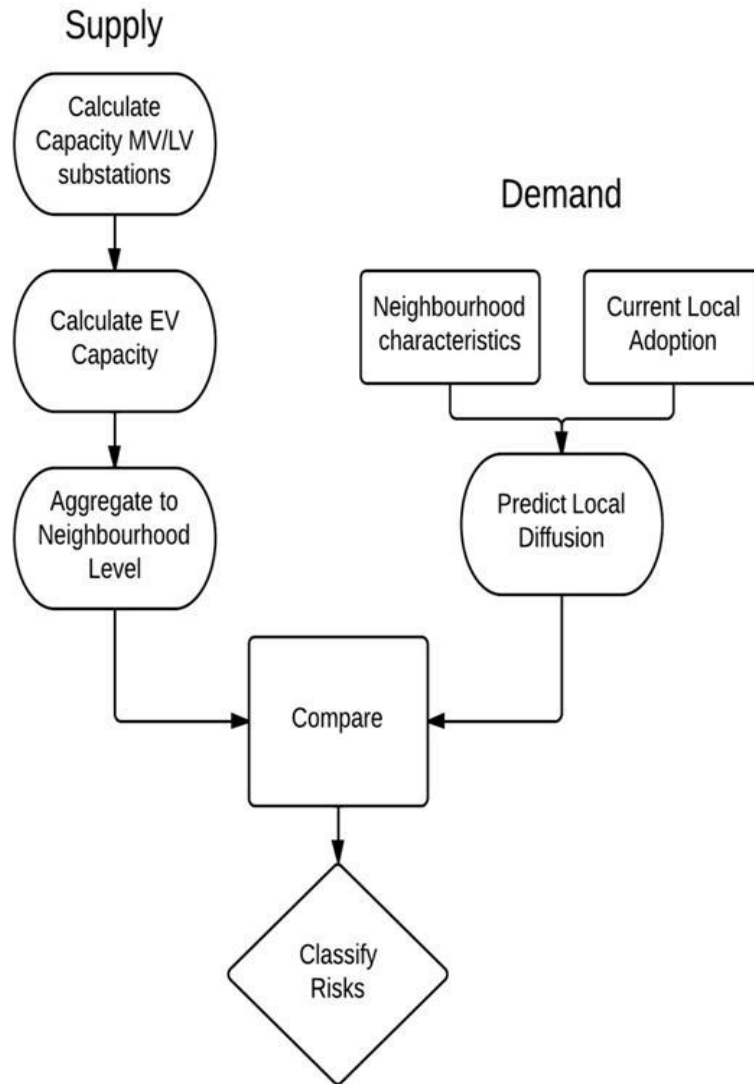 Supply
Calculate
Capacity MV/LV
substations
Calculate EV
Capacity
Aggregate to
Neighbourhood
Level
Demand
Neighbourhood
characteristics
Current Local
Adoption
Predict Local
Diffusion
Compare
Classify
Risks